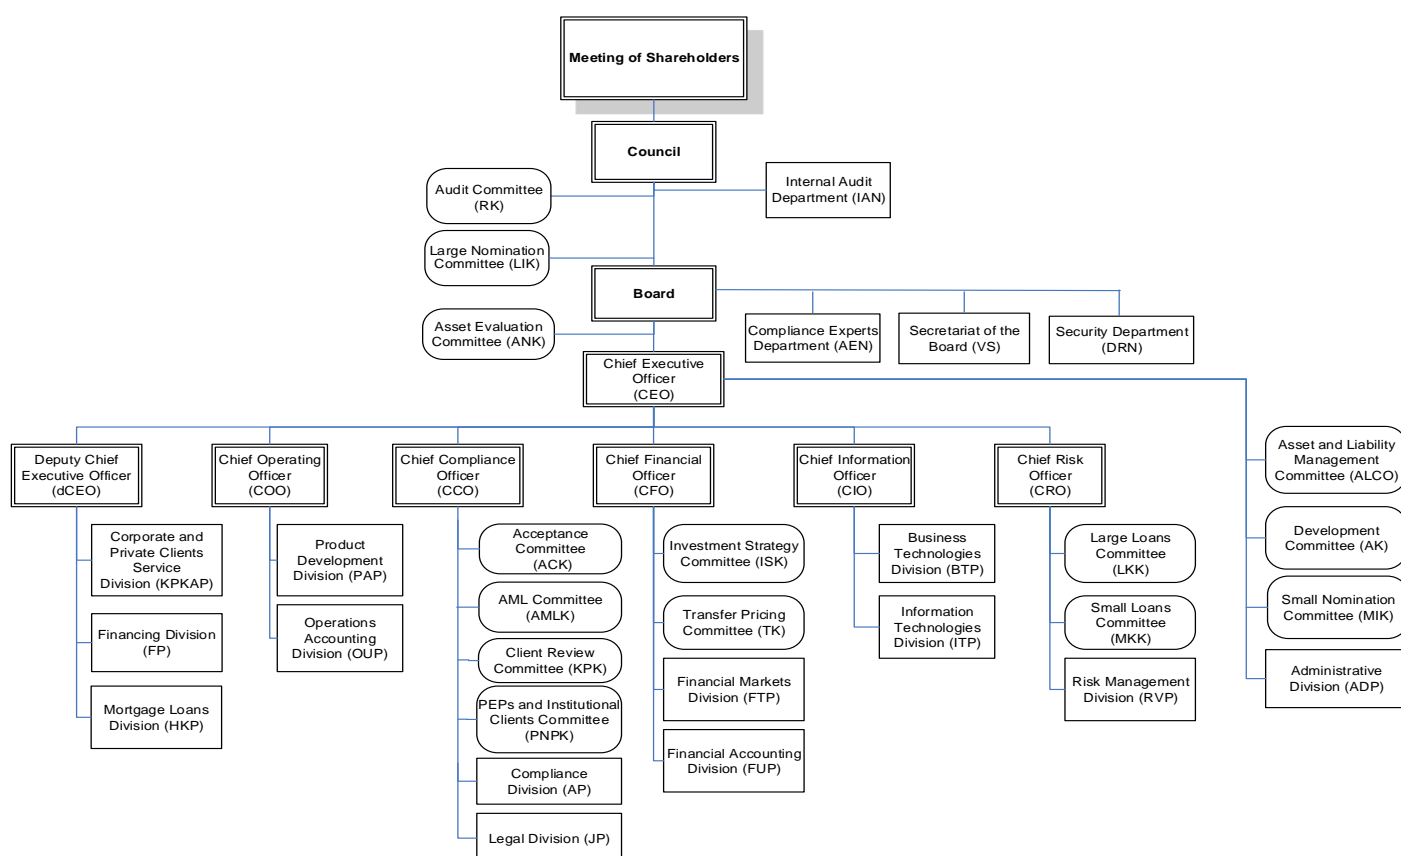 Meeting of Shareholders
Council
Audit Committee
(RK)
Internal Audit
Department (IAN)
Large Nomination
Committee (LIK)
Board
Asset Evaluation
Committee (ANK)
Compliance Experts
Department (AEN)
Secretariat of the
Board (VS)
Security Department
(DRN)
Chief Executive
Officer
(CEO)
Deputy Chief
Executive Officer
(dCEO)
Chief Operating
Officer
(COO)
Chief Compliance
Officer
(CCO)
Chief Financial
Officer
(CFO)
Chief Information
Officer
(CIO)
Chief Risk
Officer
(CRO)
Asset and Liability
Management
Committee (ALCO)
Corporate and
Private Clients
Service
Division (KPKAP)
Financing Division
(FP)
Mortgage Loans
Division (HKP)
Product
Development
Division (PAP)
Operations
Accounting
Division (OUP)
Acceptance
Committee
(ACK)
AML Committee
(AMLK)
Client Review
Committee (KPK)
PEPs and Institutional
Clients Committee
(PNPK)
Compliance
Division (AP)
Legal Division (JP)
Investment Strategy
Committee (ISK)
Transfer Pricing
Committee (TK)
Financial Markets
Division (FTP)
Financial Accounting
Division (FUP)
Business
Technologies
Division (BTP)
Information
Technologies
Division (ITP)
Large Loans
Committee
(LKK)
Small Loans
Committee
(MKK)
Risk Management
Division (RVP)
Development
Committee (AK)
Small Nomination
Committee (MIK)
Administrative
Division (ADP)